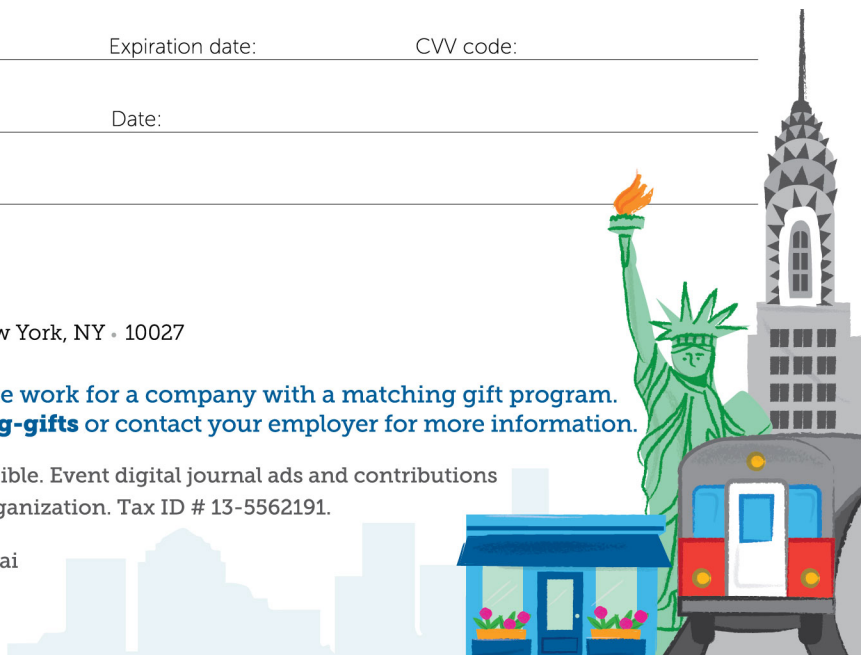 Expiration date: CVV code:
Date:
w York, NY • 10027
e work for a company with a matching gift program.
g-gifts or contact your employer for more information.
ible. Event digital journal ads and contributions
ganization. Tax ID # 13-5562191.
ai